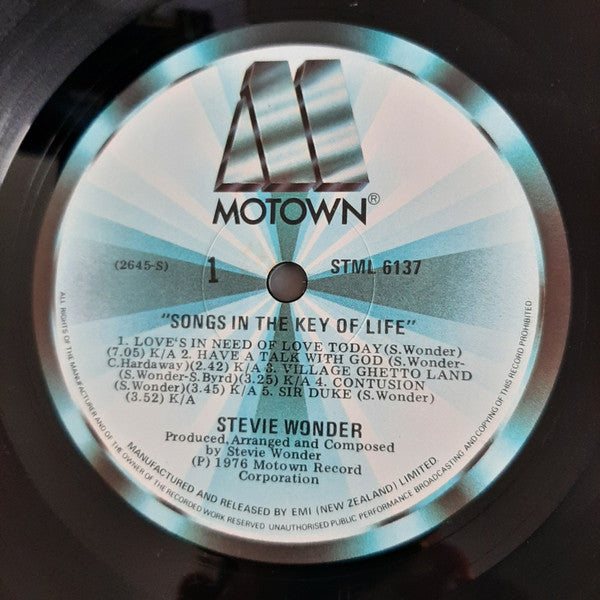 MOTOWN®
(2645-S) 1 STML 6137
"SONGS IN THE KEY OF LIFE"
1. LOVE'S IN NEED OF LOVE TODAY (S. Wonder)
(7.05) K/A 2. HAVE A TALK WITH GOD (S. Wonder-
C. Hardaway) (2.42) K/A 3. VILLAGE GHETTO LAND
(S. Wonder-S. Byrd) (3.25) K/A 4. CONTUSION
(S. Wonder) (3.45) K/A 5. SIR DUKE (S. Wonder)
(3.52) K/A
STEVIE WONDER
Produced, Arranged and Composed
by Stevie Wonder
(P) 1976 Motown Record
Corporation
MANUFACTURED AND RELEASED BY EMI (NEW ZEALAND) LIMITED.
ALL RIGHTS OF THE MANUFACTURER AND OF THE OWNER OF THE RECORDED WORK RESERVED UNAUTHORISED PUBLIC PERFORMANCE BROADCASTING AND COPYING OF THIS RECORD PROHIBITED